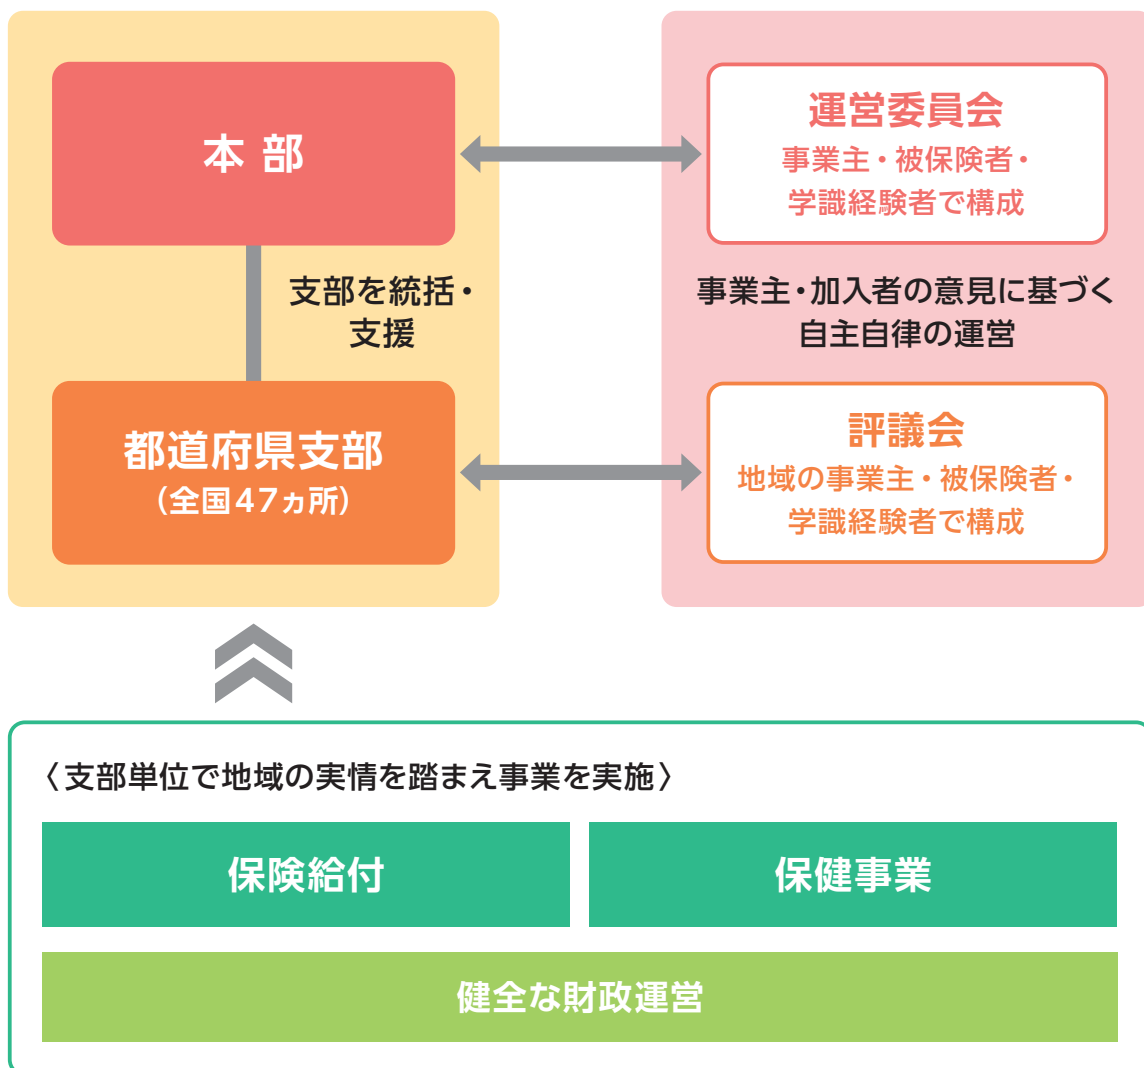 本部
運営委員会
事業主・被保険者・
学識経験者で構成
支部を統括・
支援
事業主・加入者の意見に基づく
自主自律の運営
都道府県支部
（全国47ヵ所）
評議会
地域の事業主・被保険者・
学識経験者で構成
〈支部単位で地域の実情を踏まえ事業を実施〉
保険給付
保健事業
健全な財政運営